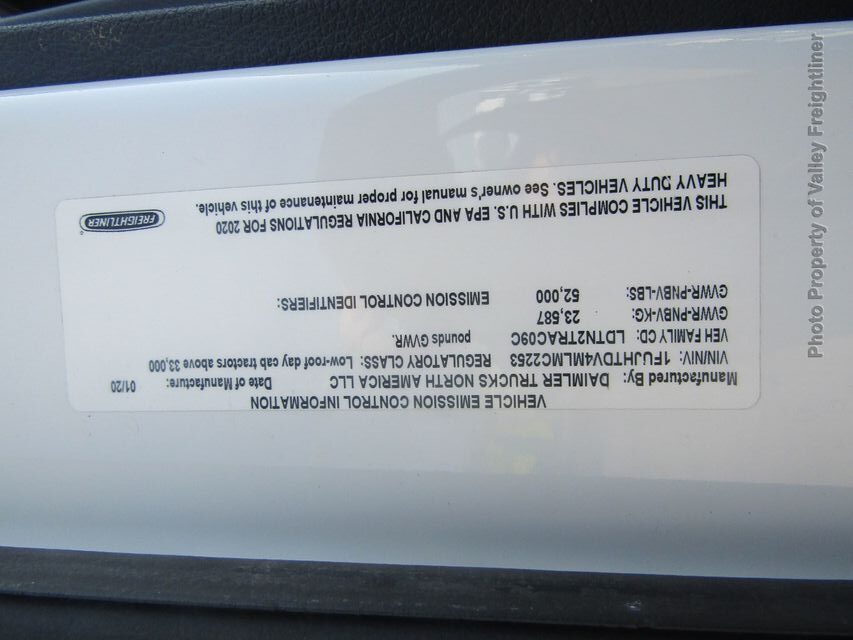 VEHICLE EMISSION CONTROL INFORMATION
Manufactured By: DAIMLER TRUCKS NORTH AMERICA LLC Date of Manufacture: 01/20
VIN/NIV: 1FUJHTDV4MLMC2253 REGULATORY CLASS: Low-roof day cab tractors above 33,000
VEH FAMILY CD: LDTN2TRAC09C pounds GVWR.
GVWR-PNBV-KG: 23,587
GVWR-PNBV-LBS: 52,000 EMISSION CONTROL IDENTIFIERS:
THIS VEHICLE COMPLIES WITH U.S. EPA AND CALIFORNIA REGULATIONS FOR 2020
HEAVY DUTY VEHICLES. See owner's manual for proper maintenance of this vehicle.
FREIGHTLINER
Photo Property of Valley Freightliner